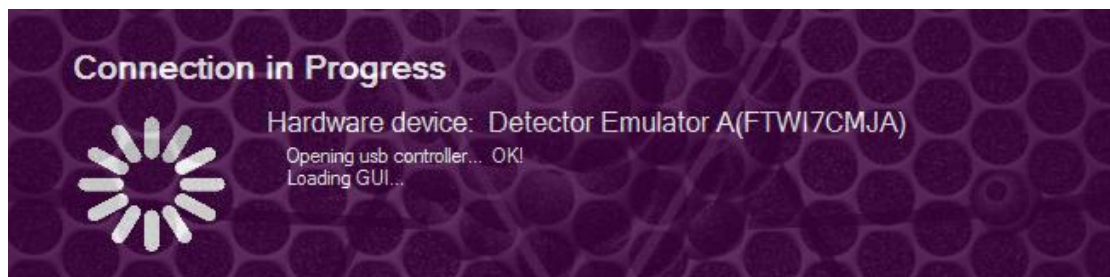 Connection in Progress
Hardware device: Detector Emulator A(FTWI7CMJA)
Opening usb controller... OK!
Loading GUI...